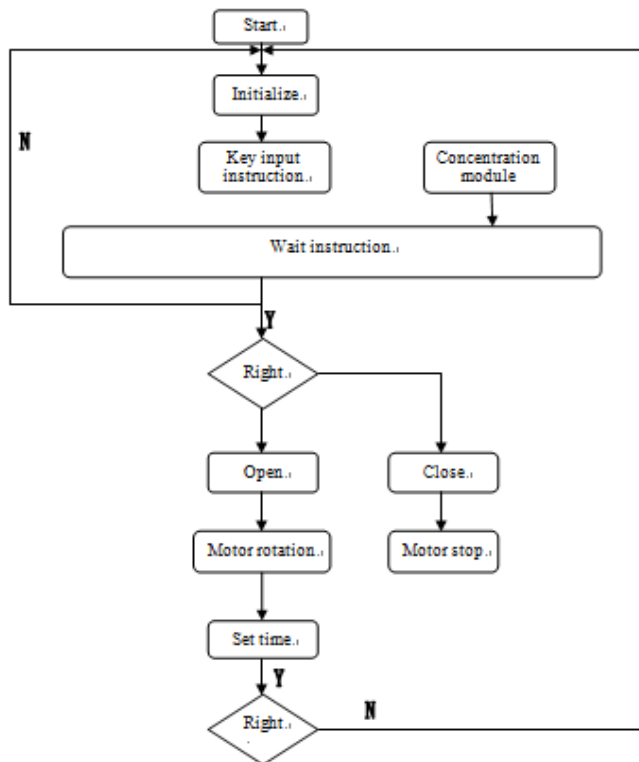 Start.
Initialize.
N
Key input
instruction.
Concentration
module
Wait instruction.
Y
Right.
Open.
Close.
Motor rotation.
Motor stop.
Set time.
Y
Right.
N
.